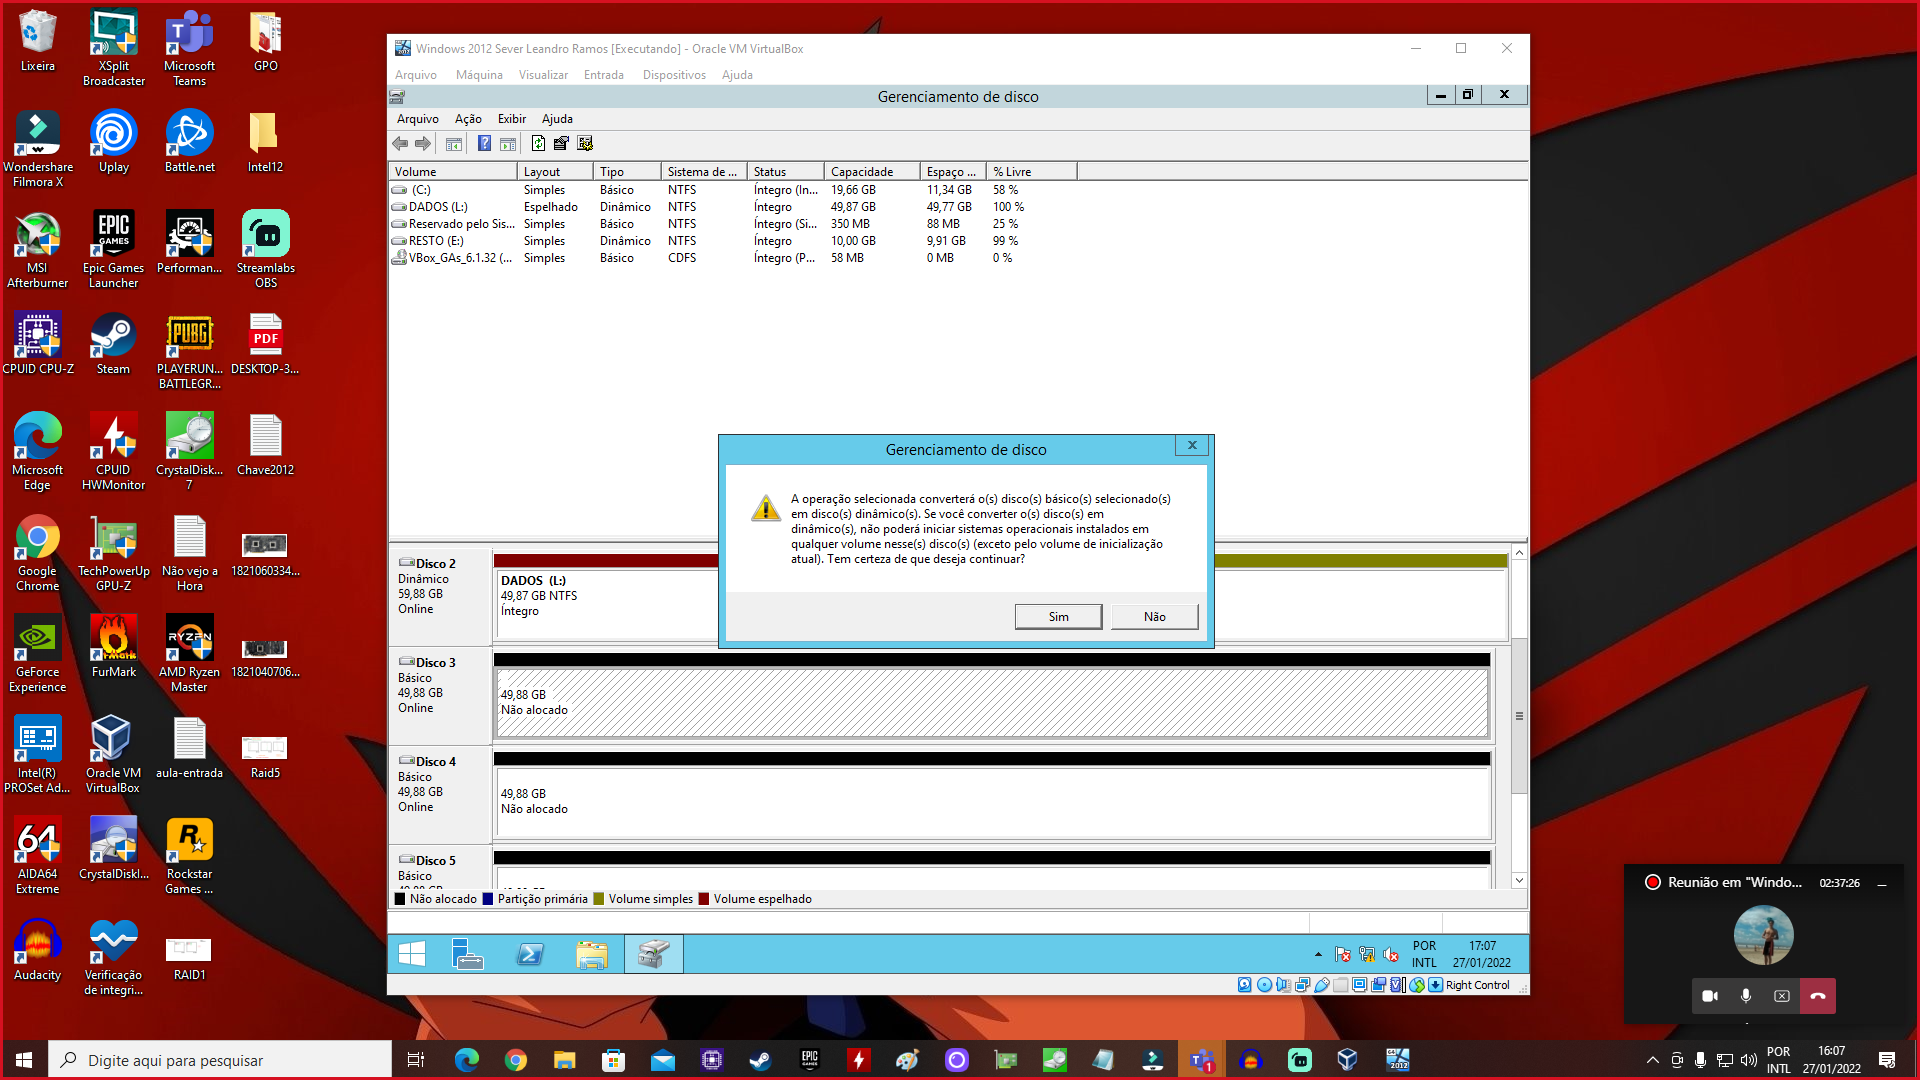 Lixeira
XSplit
Broadcaster
Microsoft
Teams
GPO
Wondershare
Filmora X
Uplay
Battle.net
Intel12
MSI
Afterburner
Epic Games
Launcher
Performan...
Streamlabs
OBS
CPUID CPU-Z
Steam
PLAYERUN...
BATTLEGR...
DESKTOP-3...
Microsoft
Edge
CPUID
HWMonitor
CrystalDisk...
7
Chave2012
Google
Chrome
TechPowerUp
GPU-Z
Não vejo a
Hora
1821060334...
GeForce
Experience
FurMark
AMD Ryzen
Master
1821040706...
Intel(R)
PROSet Ad...
Oracle VM
VirtualBox
aula-entrada
Raid5
AIDA64
Extreme
CrystalDiskI...
Rockstar
Games ...
Audacity
Verificação
de integri...
RAID1
Windows 2012 Sever Leandro Ramos [Executando] - Oracle VM VirtualBox
Arquivo Máquina Visualizar Entrada Dispositivos Ajuda
Gerenciamento de disco
Arquivo Ação Exibir Ajuda
Volume Layout Tipo Sistema de ... Status Capacidade Espaço ... % Livre
(C:) Simples Básico NTFS Íntegro (In... 19,66 GB 11,34 GB 58 %
DADOS (L:) Espelhado Dinâmico NTFS Íntegro 49,87 GB 49,77 GB 100 %
Reservado pelo Sis... Simples Básico NTFS Íntegro (Si... 350 MB 88 MB 25 %
RESTO (E:) Simples Dinâmico NTFS Íntegro 10,00 GB 9,91 GB 99 %
VBox_GAs_6.1.32 (... Simples Básico CDFS Íntegro (P... 58 MB 0 MB 0 %
Gerenciamento de disco
A operação selecionada converterá o(s) disco(s) básico(s) selecionado(s)
em disco(s) dinâmico(s). Se você converter o(s) disco(s) em
dinâmico(s), não poderá iniciar sistemas operacionais instalados em
qualquer volume nesse(s) disco(s) (exceto pelo volume de inicialização
atual). Tem certeza de que deseja continuar?
Sim Não
Disco 2
Dinâmico
59,88 GB
Online
DADOS (L:)
49,87 GB NTFS
Íntegro
Disco 3
Básico
49,88 GB
Online
49,88 GB
Não alocado
Disco 4
Básico
49,88 GB
Online
49,88 GB
Não alocado
Disco 5
Básico
Não alocado Partição primária Volume simples Volume espelhado
POR
INTL
17:07
27/01/2022
Right Control
Reunião em "Windo... 02:37:26
Digite aqui para pesquisar
POR
INTL
16:07
27/01/2022